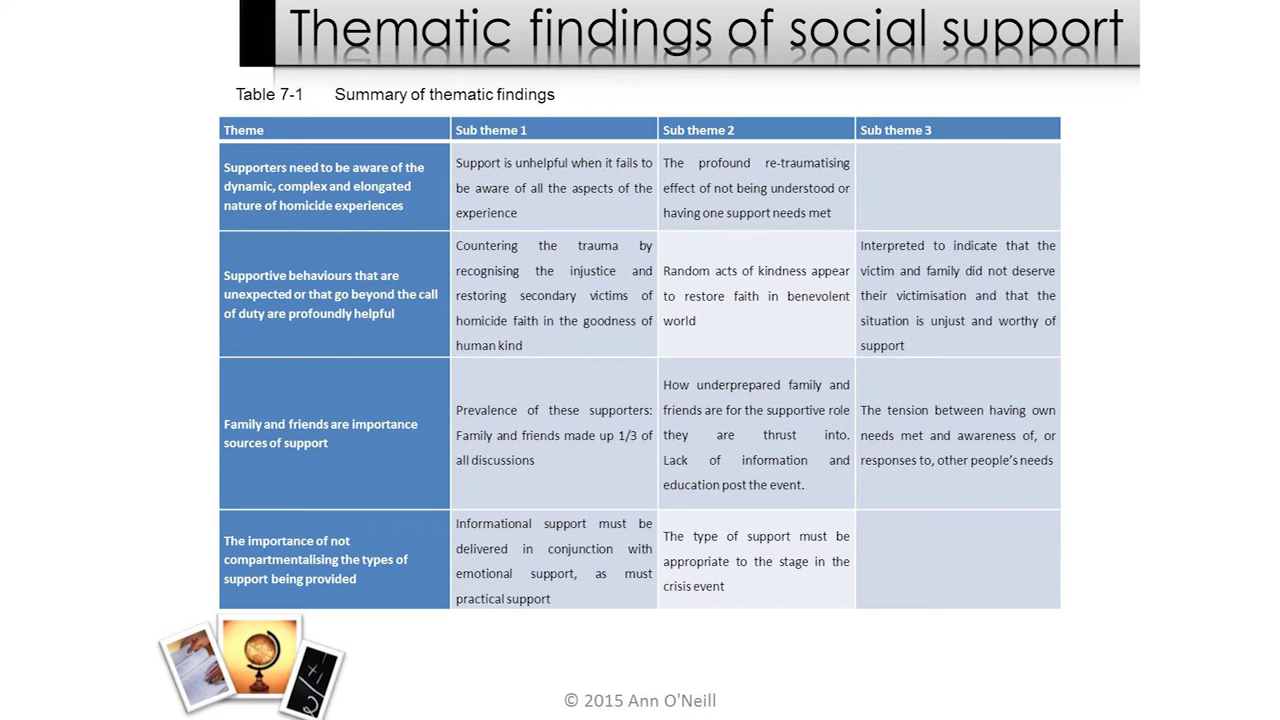 Thematic findings of social support
Table 7-1 Summary of thematic findings
Theme
Sub theme 1
Sub theme 2
Sub theme 3
Supporters need to be aware of the
dynamic, complex and elongated
nature of homicide experiences
Support is unhelpful when it fails to
be aware of all the aspects of the
experience
The profound re-traumatising
effect of not being understood or
having one support needs met
Supportive behaviours that are
unexpected or that go beyond the call
of duty are profoundly helpful
Countering the trauma by
recognising the injustice and
restoring secondary victims of
homicide faith in the goodness of
human kind
Random acts of kindness appear
to restore faith in benevolent
world
Interpreted to indicate that the
victim and family did not deserve
their victimisation and that the
situation is unjust and worthy of
support
Family and friends are importance
sources of support
Prevalence of these supporters:
Family and friends made up 1/3 of
all discussions
How underprepared family and
friends are for the supportive role
they are thrust into.
Lack of information and
education post the event.
The tension between having own
needs met and awareness of, or
responses to, other people's needs
The importance of not
compartmentalising the types of
support being provided
Informational support must be
delivered in conjunction with
emotional support, as must
practical support
The type of support must be
appropriate to the stage in the
crisis event
© 2015 Ann O'Neill